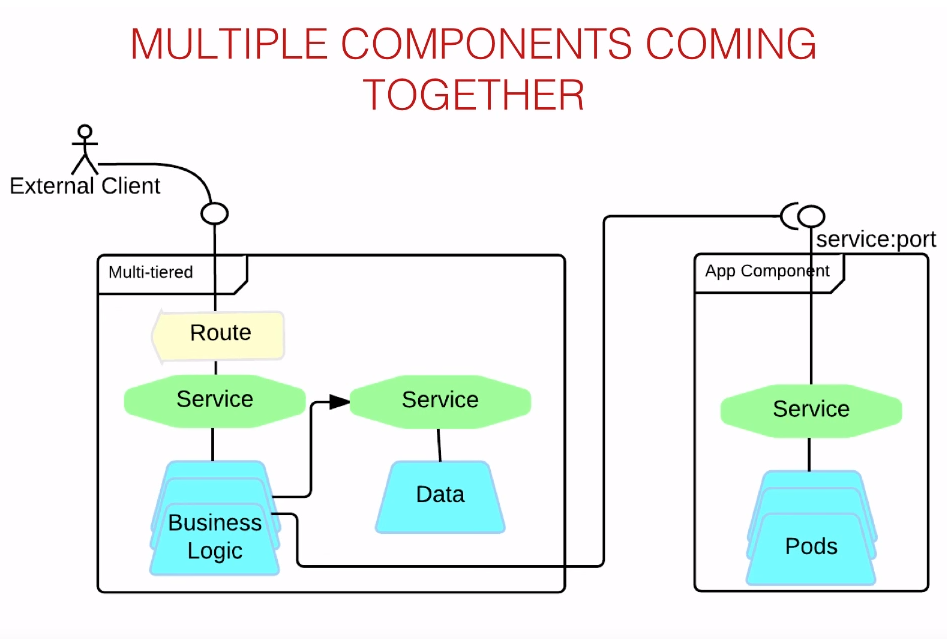 MULTIPLE COMPONENTS COMING
TOGETHER
External Client
service:port
Multi-tiered
App Component
Route
Service
Service
Service
Business
Logic
Data
Pods